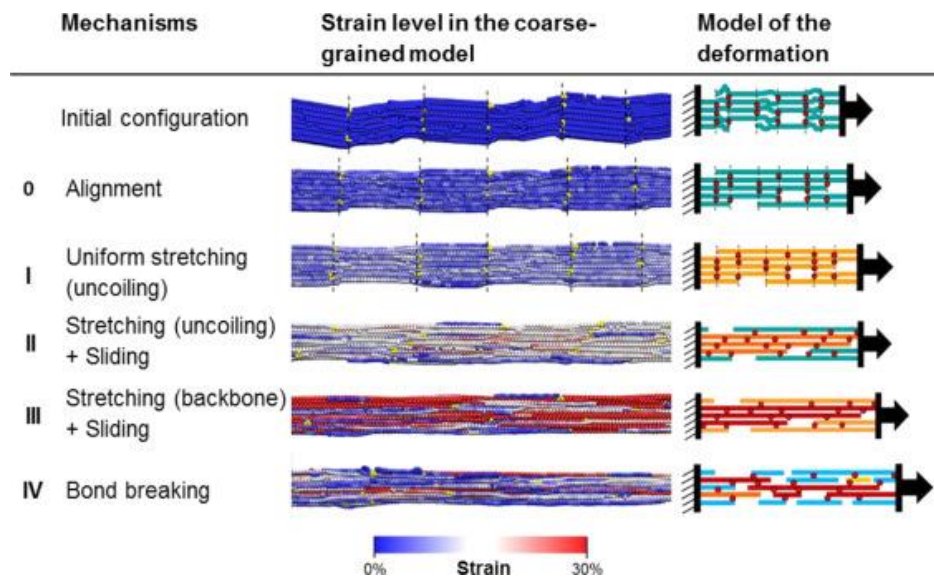 Mechanisms
Strain level in the coarse-
grained model
Model of the
deformation
Initial configuration
0 Alignment
I Uniform stretching
(uncoiling)
II Stretching (uncoiling)
+ Sliding
III Stretching (backbone)
+ Sliding
IV Bond breaking
0% Strain 30%